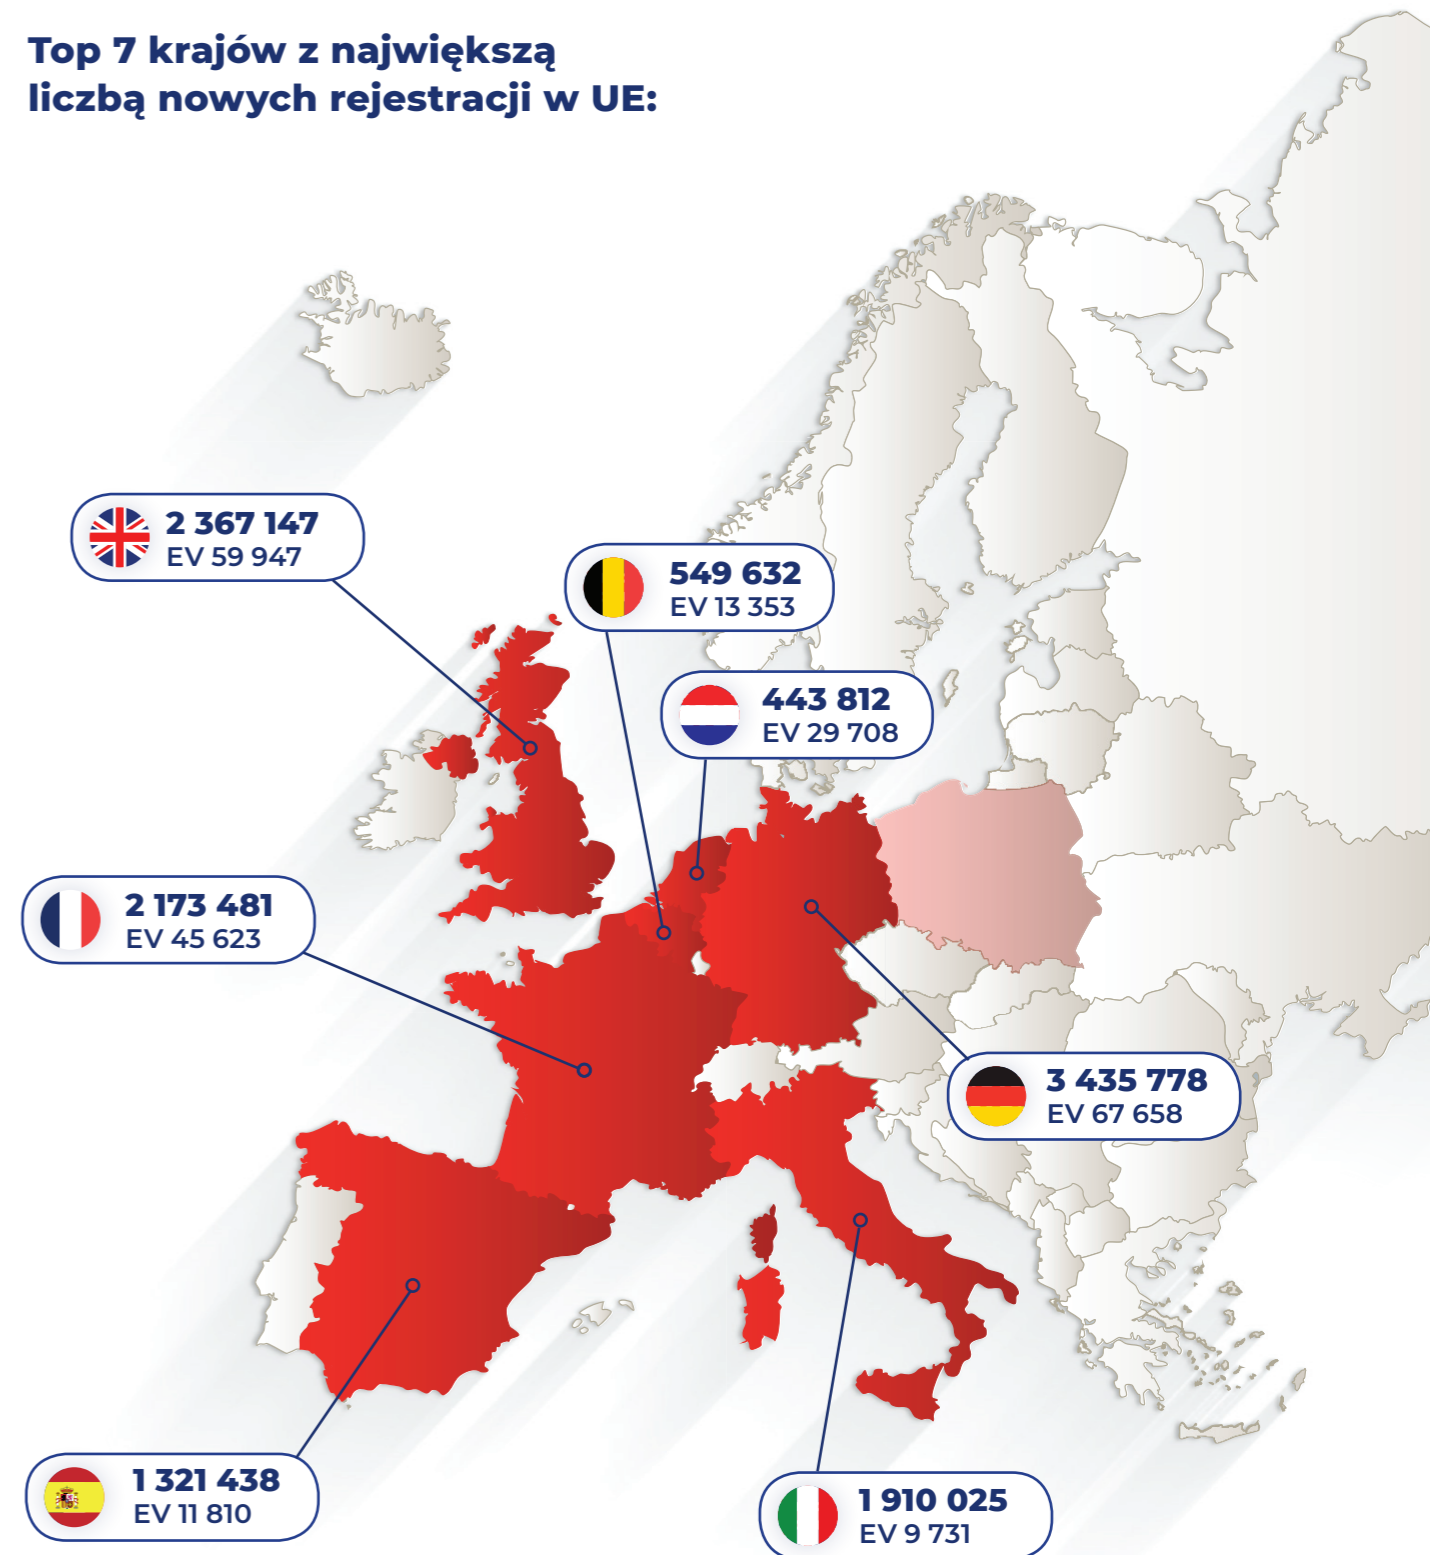 Top 7 krajów z największą
liczbą nowych rejestracji w UE:
2 367 147
EV 59 947
549 632
EV 13 353
443 812
EV 29 708
2 173 481
EV 45 623
3 435 778
EV 67 658
1 321 438
EV 11 810
1 910 025
EV 9 731